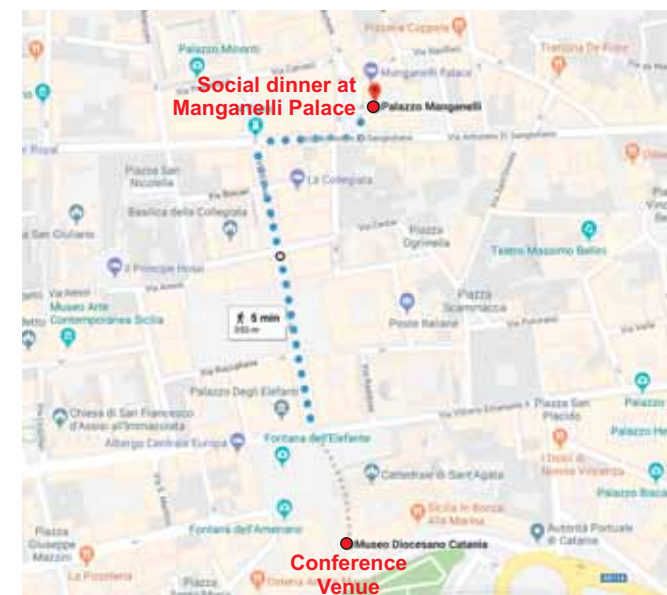 Pizzeria Coppola
Palazzo Minoriti
Trattoria De Fiore
Manganelli Palace
Social dinner at
Manganelli Palace
Palazzo Manganelli
Sangiuliano
Via Antonino Di Sangiuliano
Royal
Piazza San
Nicolella
La Collegiata
Basilica della Collegiata
San Giuliano
Piazza
Ogninella
Teatro Massimo Bellini
Il Principe Hotel
Museo Arte
Contemporanea Sicilia
5 min
350 m
Piazza
Scammacca
Poste Italiane
Palazzo Degli Elefanti
Via Vittorio Emanuele II
Piazza San
Placido
Palazzo
Chiesa di San Francesco
d'Assisi all'Immacolata
Albergo Centrale Europa
Fontana dell'Elefante
I Dolci di
Nonna Vincenza
Cattedrale di Sant'Agata
Palazzo Bisca
Sicilia In Bocca
Alla Marina
Fontana dell'Amenano
Autorità Portuale
di Catania
Piazza
Giuseppe
Mazzini
Museo Diocesano Catania
Conference
Venue
La Pizzoleria
Piazza